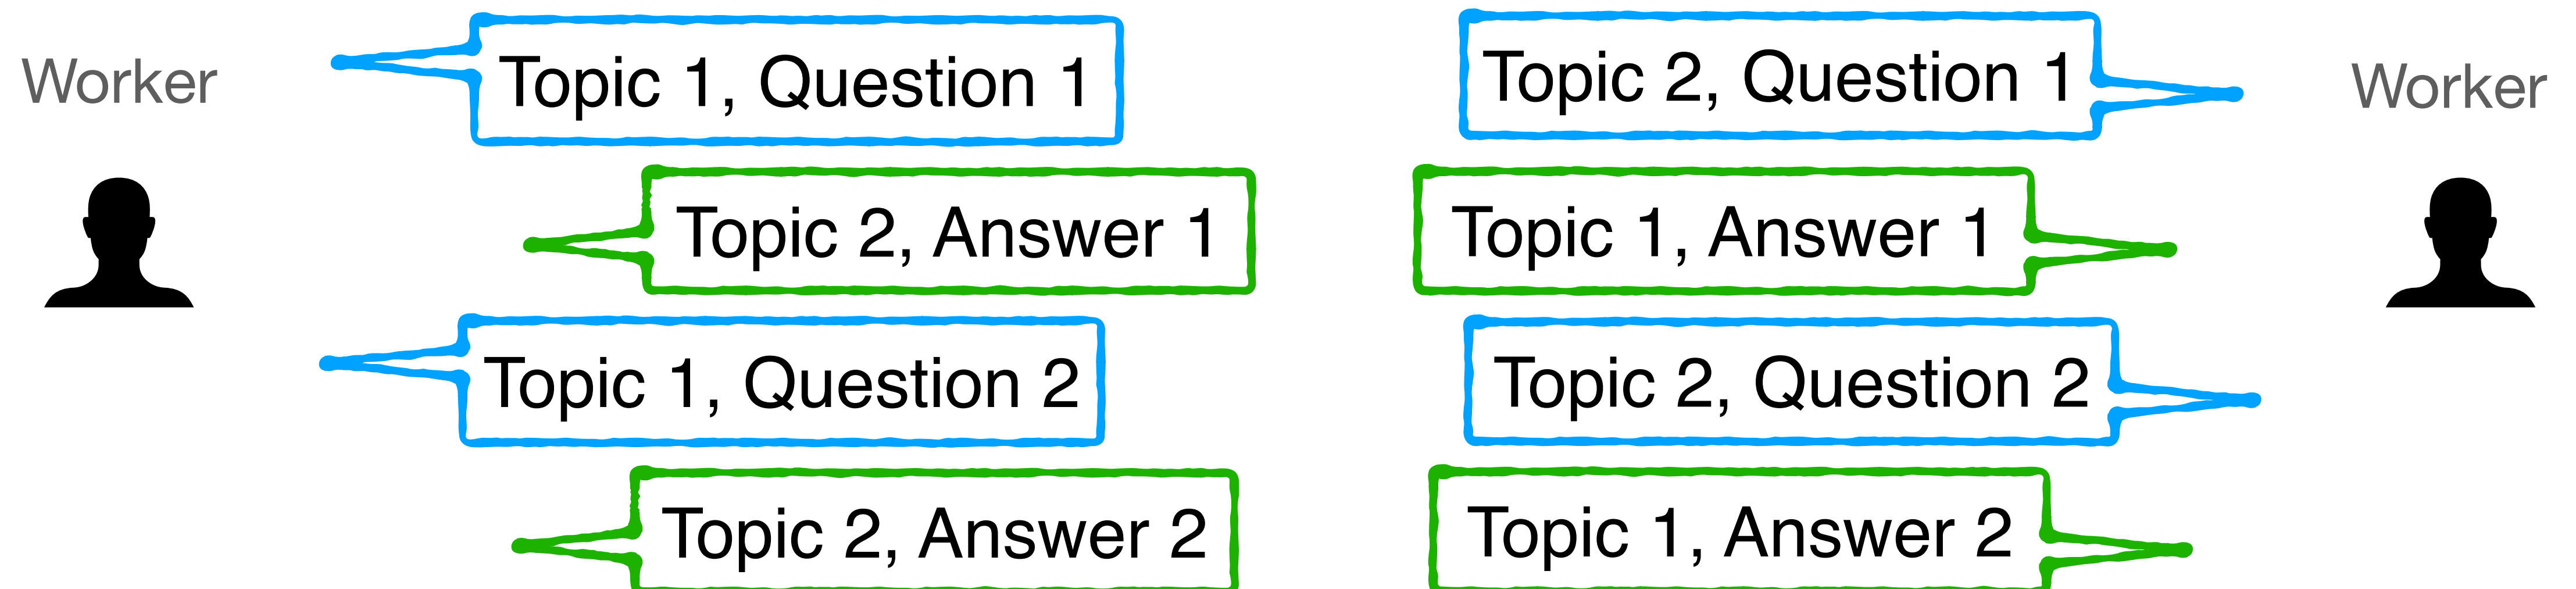 Worker
Topic 1, Question 1
Topic 2, Question 1
Worker
Topic 2, Answer 1
Topic 1, Answer 1
Topic 1, Question 2
Topic 2, Question 2
Topic 2, Answer 2
Topic 1, Answer 2